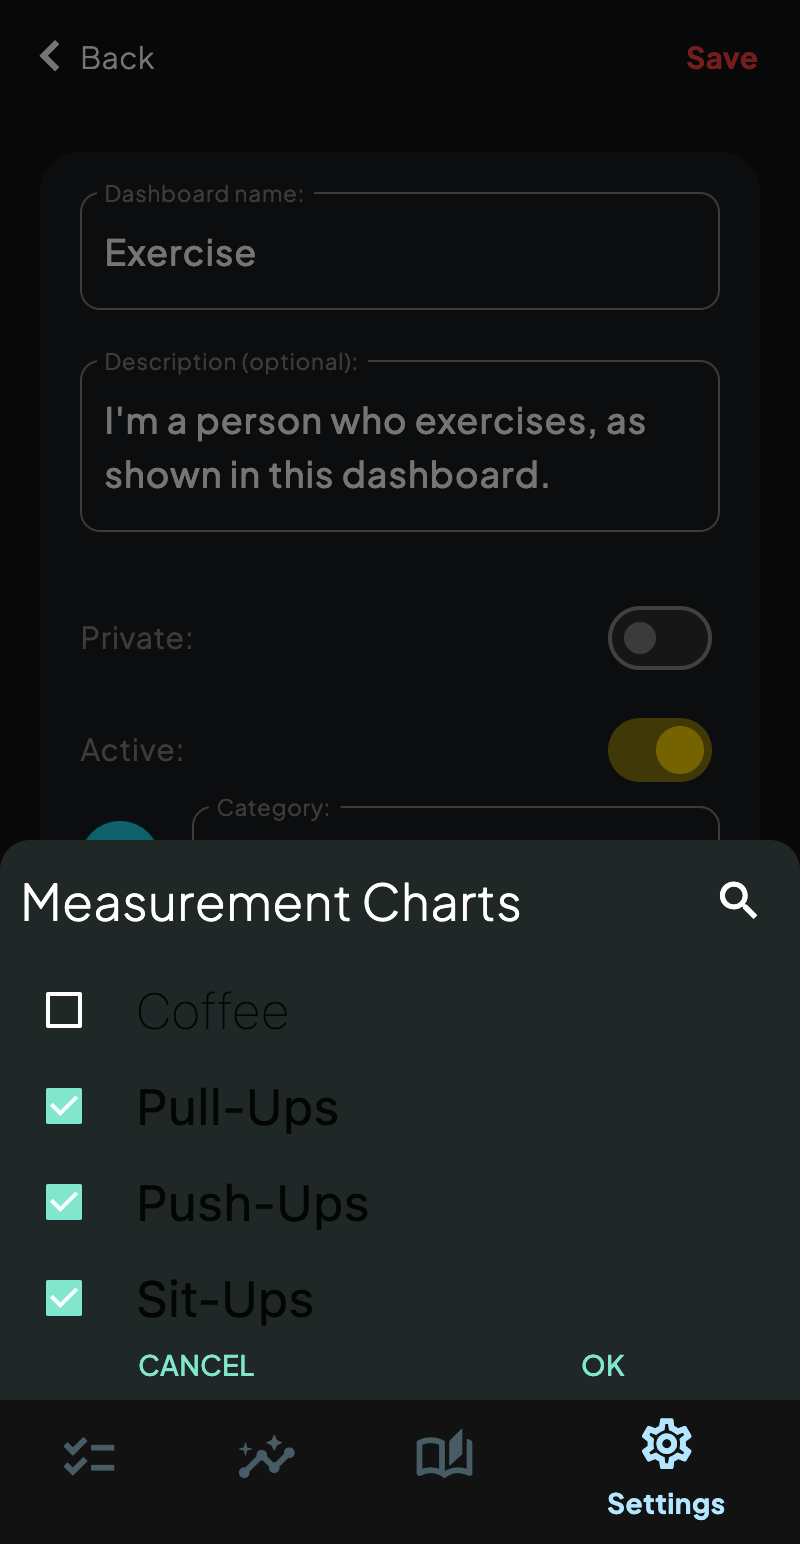 Back
Save
Dashboard name:
Exercise
Description (optional):
I'm a person who exercises, as
shown in this dashboard.
Private:
Active:
Category:
Measurement Charts
Coffee
Pull-Ups
Push-Ups
Sit-Ups
CANCEL
OK
Settings